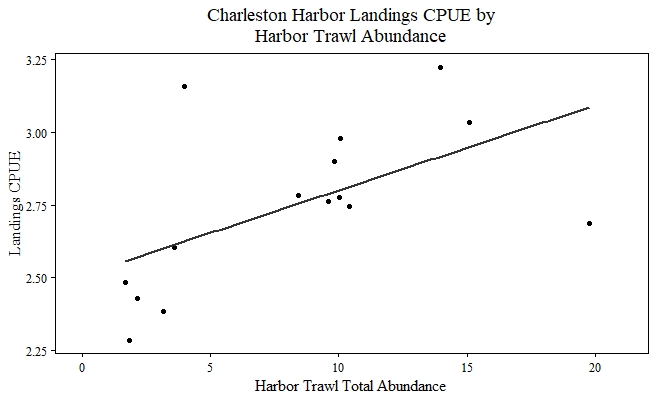 Charleston Harbor Landings CPUE by
Harbor Trawl Abundance
3.25
3.00
2.75
2.50
2.25
Landings CPUE
0 5 10 15 20
Harbor Trawl Total Abundance